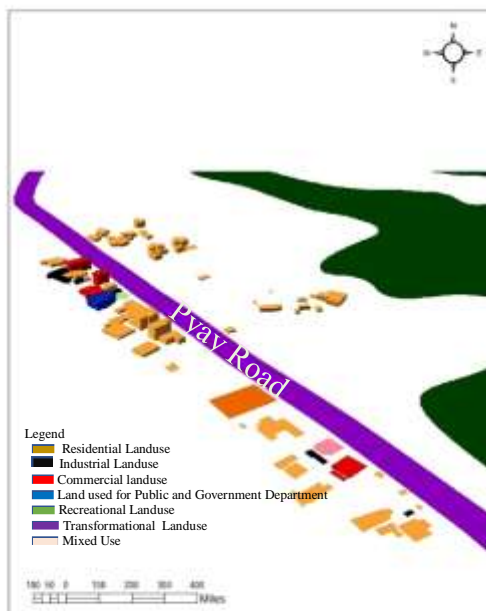 N
E
S
Pyay Road
Legend
Residential Landuse
Industrial Landuse
Commercial landuse
Land used for Public and Government Department
Recreational Landuse
Transformational Landuse
Mixed Use
400
Miles